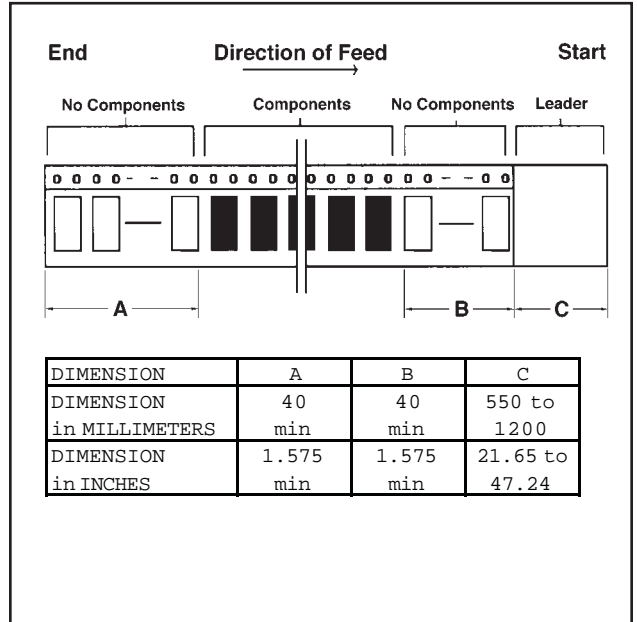 End Direction of Feed Start
No Components Components No Components Leader
A B C
DIMENSION A B C
DIMENSION 40 40 550 to
in MILLIMETERS min min 1200
DIMENSION 1.575 1.575 21.65 to
in INCHES min min 47.24